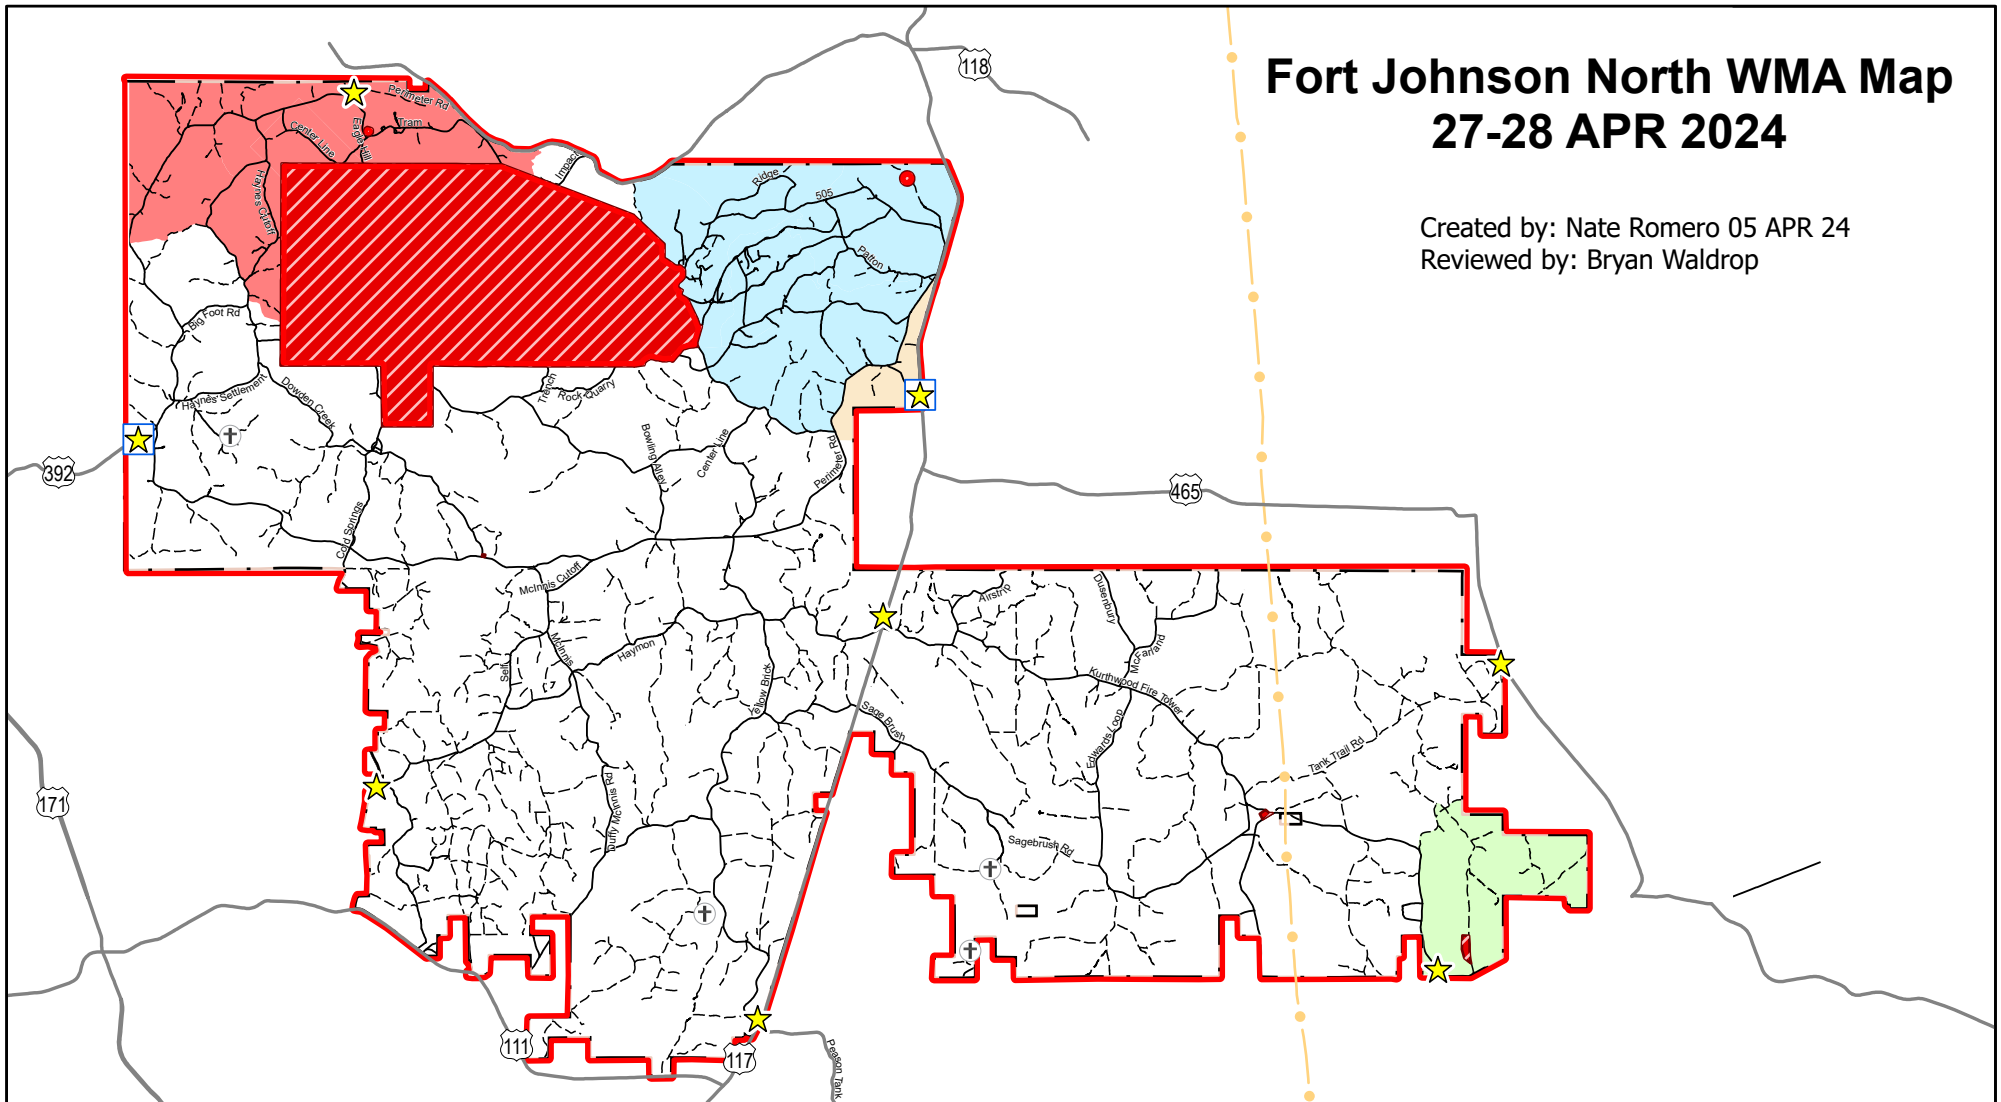 Fort Johnson North WMA Map
27-28 APR 2024
Created by: Nate Romero 05 APR 24
Reviewed by: Bryan Waldrop
118
Perimeter Rd
Tram
Center Line
Eagle Hill
Impact
Haynes Cutoff
Ridge
505
Patton
Big Foot Rd
Haynes Settlement
Dowden Creek
Trench
Rock Quarry
Bowling Alley
Center Line
Perimeter Rd
392
465
Cold Springs
McInnis Cutoff
McInnis
Haymon
Self
Yellow Brick
Airstrip
Dusenbury
McFarland
Kurthwood Fire Tower
Sage Brush
Edwards Loop
Tank Trail Rd
171
Duffy McInnis Rd
Sagebrush Rd
111
117
Peason Tank